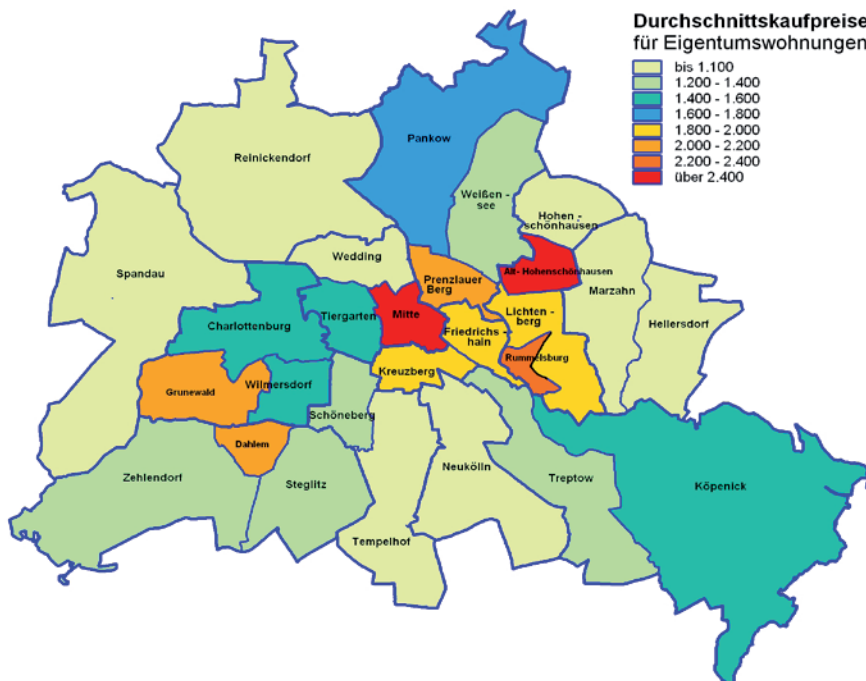 Durchschnittskaufpreise
für Eigentumswohnungen
bis 1.100
1.200 - 1.400
1.400 - 1.600
1.600 - 1.800
1.800 - 2.000
2.000 - 2.200
2.200 - 2.400
über 2.400
Pankow
Reinickendorf
Weißen -
see
Hohen -
schönhausen
Wedding
Spandau
Prenzlauer
Berg
Alt- Hohenschönhausen
Marzahn
Charlottenburg
Tiergarten
Mitte
Friedrichs -
hain
Lichten -
berg
Hellersdorf
Rummelsburg
Kreuzberg
Grunewald
Wilmersdorf
Schöneberg
Dahlem
Zehlendorf
Steglitz
Neukölln
Treptow
Köpenick
Tempelhof